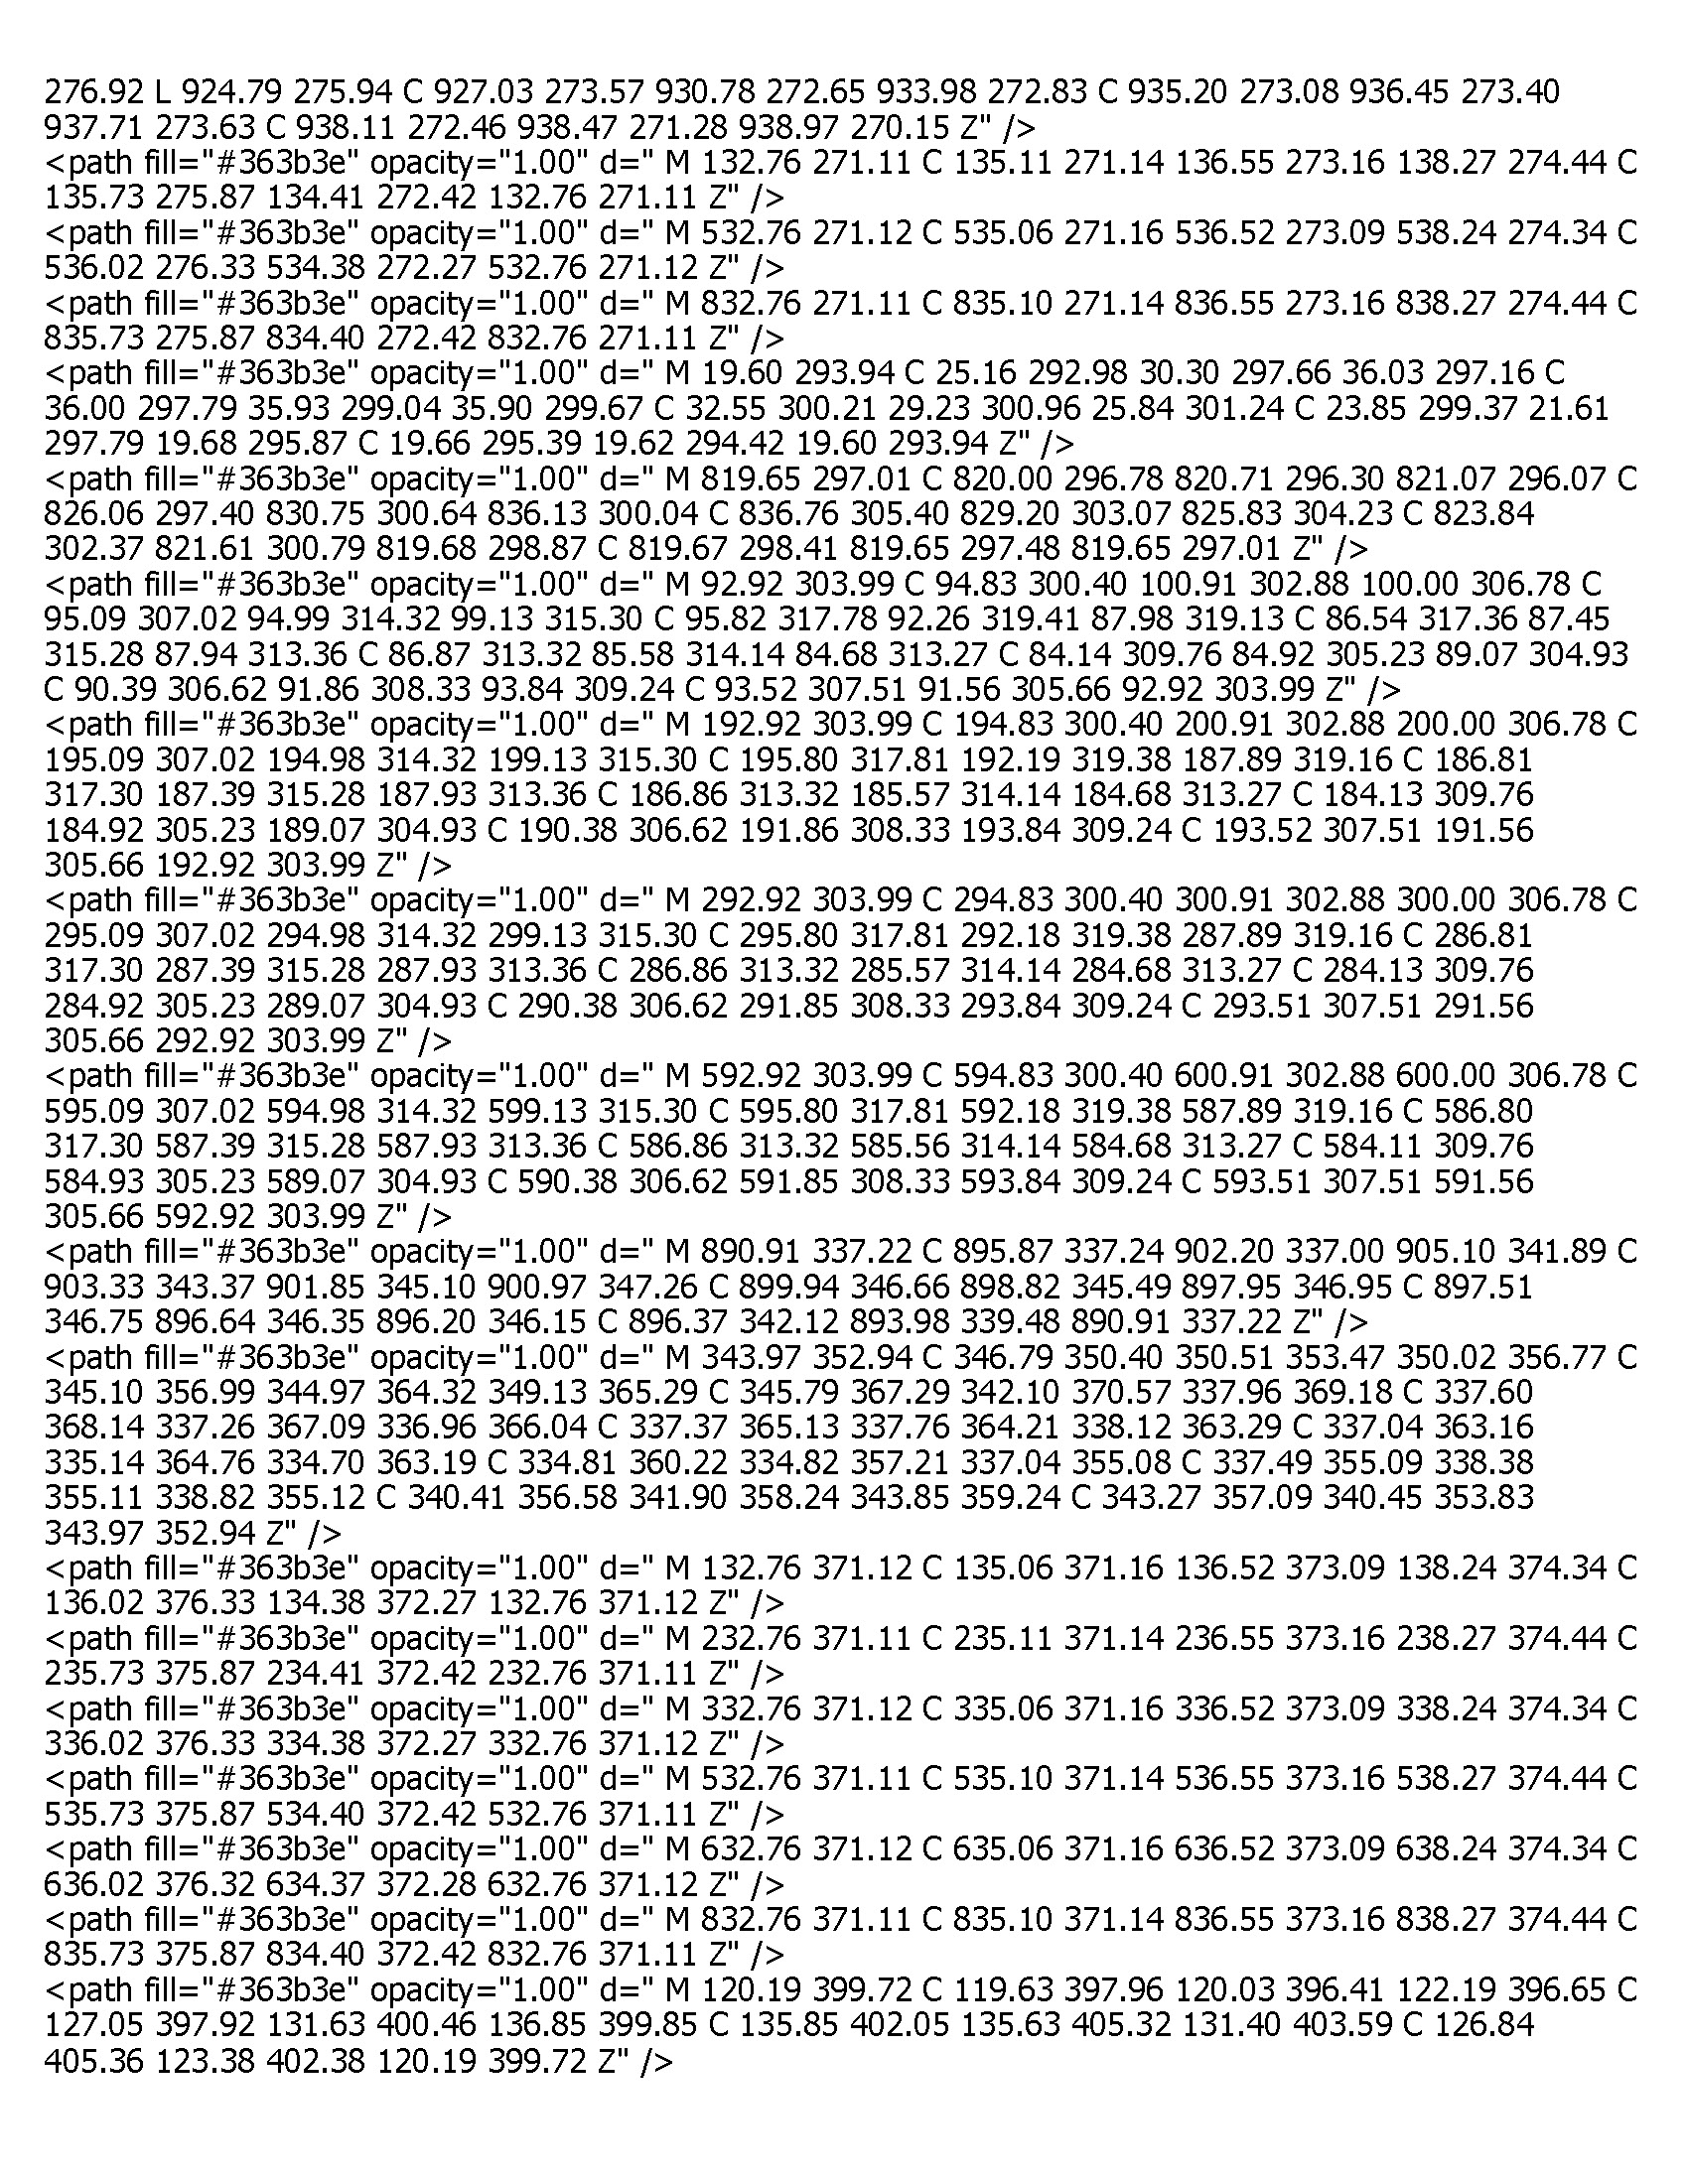 276.92 L 924.79 275.94 C 927.03 273.57 930.78 272.65 933.98 272.83 C 935.20 273.08 936.45 273.40
937.71 273.63 C 938.11 272.46 938.47 271.28 938.97 270.15 Z" />
<path fill="#363b3e" opacity="1.00" d=" M 132.76 271.11 C 135.11 271.14 136.55 273.16 138.27 274.44 C
135.73 275.87 134.41 272.42 132.76 271.11 Z" />
<path fill="#363b3e" opacity="1.00" d=" M 532.76 271.12 C 535.06 271.16 536.52 273.09 538.24 274.34 C
536.02 276.33 534.38 272.27 532.76 271.12 Z" />
<path fill="#363b3e" opacity="1.00" d=" M 832.76 271.11 C 835.10 271.14 836.55 273.16 838.27 274.44 C
835.73 275.87 834.40 272.42 832.76 271.11 Z" />
<path fill="#363b3e" opacity="1.00" d=" M 19.60 293.94 C 25.16 292.98 30.30 297.66 36.03 297.16 C
36.00 297.79 35.93 299.04 35.90 299.67 C 32.55 300.21 29.23 300.96 25.84 301.24 C 23.85 299.37 21.61
297.79 19.68 295.87 C 19.66 295.39 19.62 294.42 19.60 293.94 Z" />
<path fill="#363b3e" opacity="1.00" d=" M 819.65 297.01 C 820.00 296.78 820.71 296.30 821.07 296.07 C
826.06 297.40 830.75 300.64 836.13 300.04 C 836.76 305.40 829.20 303.07 825.83 304.23 C 823.84
302.37 821.61 300.79 819.68 298.87 C 819.67 298.41 819.65 297.48 819.65 297.01 Z" />
<path fill="#363b3e" opacity="1.00" d=" M 92.92 303.99 C 94.83 300.40 100.91 302.88 100.00 306.78 C
95.09 307.02 94.99 314.32 99.13 315.30 C 95.82 317.78 92.26 319.41 87.98 319.13 C 86.54 317.36 87.45
315.28 87.94 313.36 C 86.87 313.32 85.58 314.14 84.68 313.27 C 84.14 309.76 84.92 305.23 89.07 304.93
C 90.39 306.62 91.86 308.33 93.84 309.24 C 93.52 307.51 91.56 305.66 92.92 303.99 Z" />
<path fill="#363b3e" opacity="1.00" d=" M 192.92 303.99 C 194.83 300.40 200.91 302.88 200.00 306.78 C
195.09 307.02 194.98 314.32 199.13 315.30 C 195.80 317.81 192.19 319.38 187.89 319.16 C 186.81
317.30 187.39 315.28 187.93 313.36 C 186.86 313.32 185.57 314.14 184.68 313.27 C 184.13 309.76
184.92 305.23 189.07 304.93 C 190.38 306.62 191.86 308.33 193.84 309.24 C 193.52 307.51 191.56
305.66 192.92 303.99 Z" />
<path fill="#363b3e" opacity="1.00" d=" M 292.92 303.99 C 294.83 300.40 300.91 302.88 300.00 306.78 C
295.09 307.02 294.98 314.32 299.13 315.30 C 295.80 317.81 292.18 319.38 287.89 319.16 C 286.81
317.30 287.39 315.28 287.93 313.36 C 286.86 313.32 285.57 314.14 284.68 313.27 C 284.13 309.76
284.92 305.23 289.07 304.93 C 290.38 306.62 291.85 308.33 293.84 309.24 C 293.51 307.51 291.56
305.66 292.92 303.99 Z" />
<path fill="#363b3e" opacity="1.00" d=" M 592.92 303.99 C 594.83 300.40 600.91 302.88 600.00 306.78 C
595.09 307.02 594.98 314.32 599.13 315.30 C 595.80 317.81 592.18 319.38 587.89 319.16 C 586.80
317.30 587.39 315.28 587.93 313.36 C 586.86 313.32 585.56 314.14 584.68 313.27 C 584.11 309.76
584.93 305.23 589.07 304.93 C 590.38 306.62 591.85 308.33 593.84 309.24 C 593.51 307.51 591.56
305.66 592.92 303.99 Z" />
<path fill="#363b3e" opacity="1.00" d=" M 890.91 337.22 C 895.87 337.24 902.20 337.00 905.10 341.89 C
903.33 343.37 901.85 345.10 900.97 347.26 C 899.94 346.66 898.82 345.49 897.95 346.95 C 897.51
346.75 896.64 346.35 896.20 346.15 C 896.37 342.12 893.98 339.48 890.91 337.22 Z" />
<path fill="#363b3e" opacity="1.00" d=" M 343.97 352.94 C 346.79 350.40 350.51 353.47 350.02 356.77 C
345.10 356.99 344.97 364.32 349.13 365.29 C 345.79 367.29 342.10 370.57 337.96 369.18 C 337.60
368.14 337.26 367.09 336.96 366.04 C 337.37 365.13 337.76 364.21 338.12 363.29 C 337.04 363.16
335.14 364.76 334.70 363.19 C 334.81 360.22 334.82 357.21 337.04 355.08 C 337.49 355.09 338.38
355.11 338.82 355.12 C 340.41 356.58 341.90 358.24 343.85 359.24 C 343.27 357.09 340.45 353.83
343.97 352.94 Z" />
<path fill="#363b3e" opacity="1.00" d=" M 132.76 371.12 C 135.06 371.16 136.52 373.09 138.24 374.34 C
136.02 376.33 134.38 372.27 132.76 371.12 Z" />
<path fill="#363b3e" opacity="1.00" d=" M 232.76 371.11 C 235.11 371.14 236.55 373.16 238.27 374.44 C
235.73 375.87 234.41 372.42 232.76 371.11 Z" />
<path fill="#363b3e" opacity="1.00" d=" M 332.76 371.12 C 335.06 371.16 336.52 373.09 338.24 374.34 C
336.02 376.33 334.38 372.27 332.76 371.12 Z" />
<path fill="#363b3e" opacity="1.00" d=" M 532.76 371.11 C 535.10 371.14 536.55 373.16 538.27 374.44 C
535.73 375.87 534.40 372.42 532.76 371.11 Z" />
<path fill="#363b3e" opacity="1.00" d=" M 632.76 371.12 C 635.06 371.16 636.52 373.09 638.24 374.34 C
636.02 376.32 634.37 372.28 632.76 371.12 Z" />
<path fill="#363b3e" opacity="1.00" d=" M 832.76 371.11 C 835.10 371.14 836.55 373.16 838.27 374.44 C
835.73 375.87 834.40 372.42 832.76 371.11 Z" />
<path fill="#363b3e" opacity="1.00" d=" M 120.19 399.72 C 119.63 397.96 120.03 396.41 122.19 396.65 C
127.05 397.92 131.63 400.46 136.85 399.85 C 135.85 402.05 135.63 405.32 131.40 403.59 C 126.84
405.36 123.38 402.38 120.19 399.72 Z" />